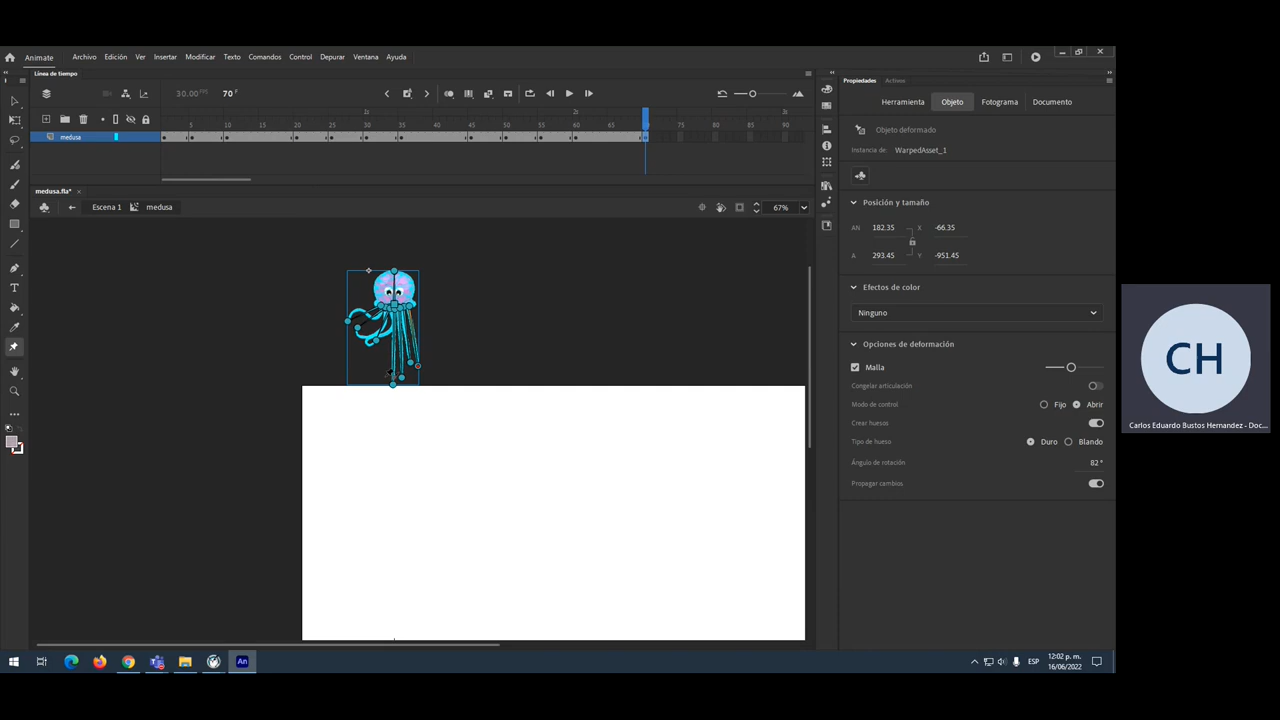 Animate Archivo Edición Ver Insertar Modificar Texto Comandos Control Depurar Ventana Ayuda
Línea de tiempo
30.00 FPS 70 F
1s 2s
5 10 15 20 25 30 35 40 45 50 55 60 65 75 80 85 90
medusa
medusa.fla* ×
Escena 1 medusa 67%
Propiedades Activos
Herramienta Objeto Fotograma Documento
Objeto deformado
Instancia de: WarpedAsset_1
Posición y tamaño
AN 182.35 X -66.35
A 293.45 Y -951.45
Efectos de color
Ninguno
Opciones de deformación
Malla
Congelar articulación
Modo de control Fijo Abrir
Crear huesos
Tipo de hueso Duro Blando
Ángulo de rotación 82 °
Propagar cambios
CH
Carlos Eduardo Bustos Hernandez - Doc...
An
ESP
12:02 p. m.
16/06/2022